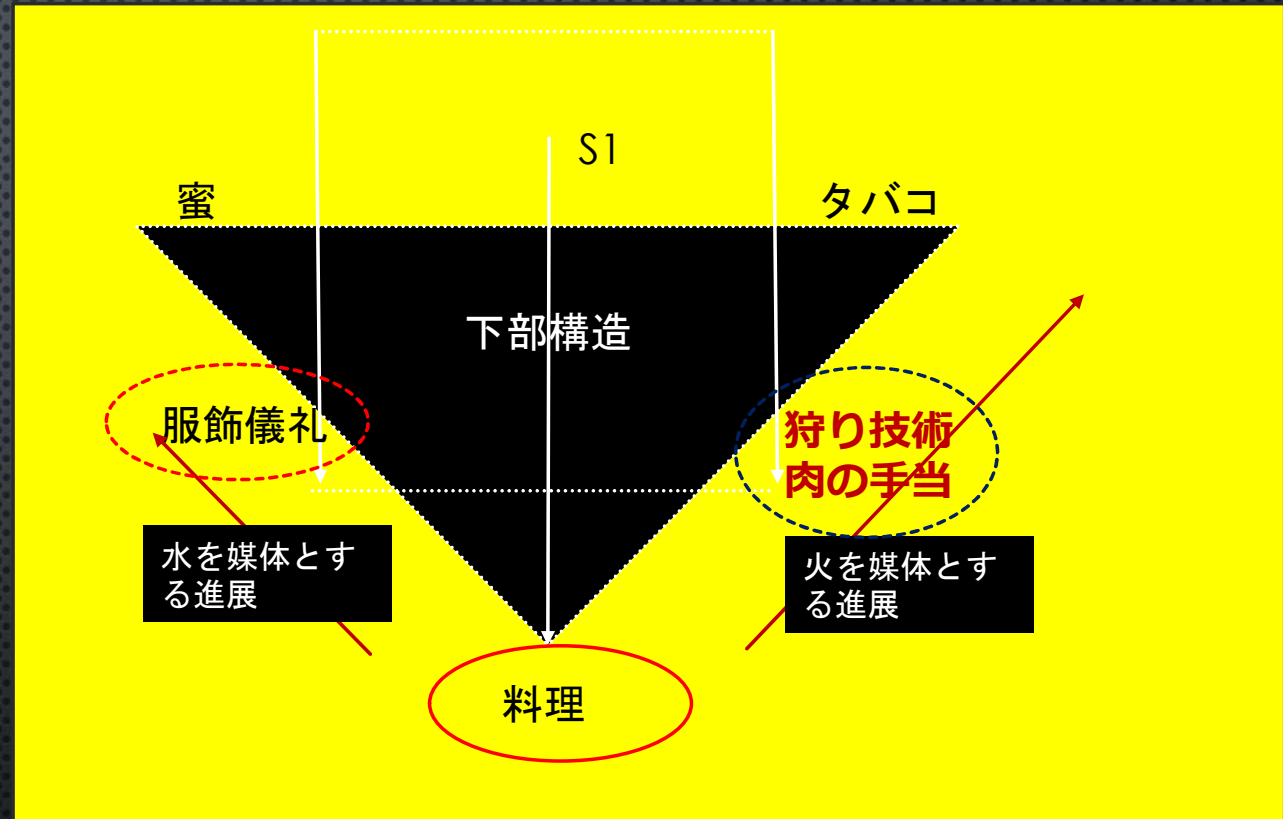 S1
蜜
タバコ
下部構造
服飾儀礼
狩り技術
肉の手当
水を媒体とす
る進展
火を媒体とす
る進展
料理